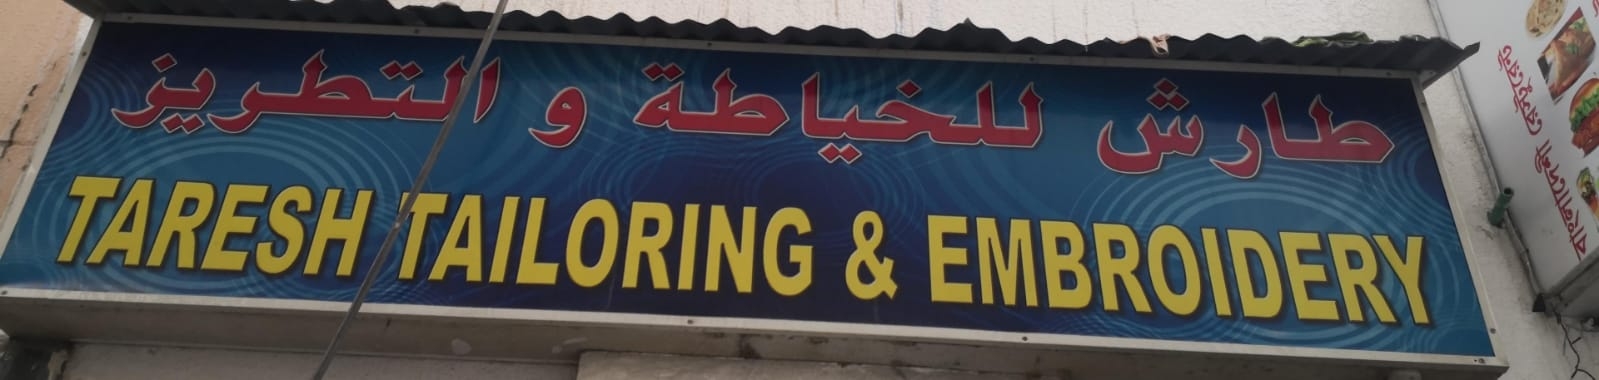 طارش للخياطة و التطريز
TARESH TAILORING & EMBROIDERY